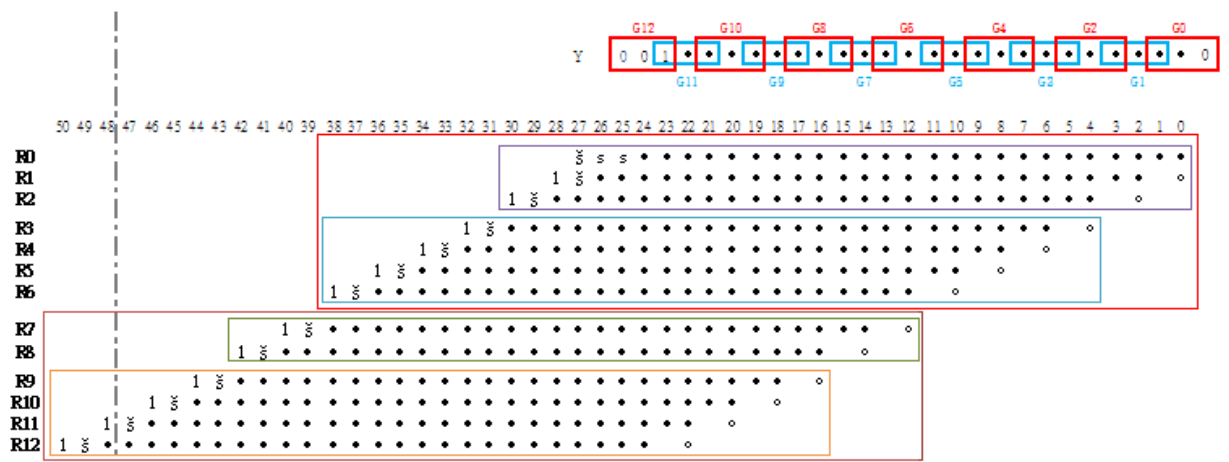 G12 G10 G8 G6 G4 G2 G0
Y 0 0 1 • • • • • • • • • • • • • • • • • • • • • • • 0
G11 G9 G7 G5 G3 G1
50 49 48 47 46 45 44 43 42 41 40 39 38 37 36 35 34 33 32 31 30 29 28 27 26 25 24 23 22 21 20 19 18 17 16 15 14 13 12 11 10 9 8 7 6 5 4 3 2 1 0
R0 š s s • • • • • • • • • • • • • • • • • • • • • • • • •
R1 1 š • • • • • • • • • • • • • • • • • • • • • • • • • ○
R2 1 š • • • • • • • • • • • • • • • • • • • • • • • • • ○
R3 1 š • • • • • • • • • • • • • • • • • • • • • • • • • ○
R4 1 š • • • • • • • • • • • • • • • • • • • • • • • • • ○
R5 1 š • • • • • • • • • • • • • • • • • • • • • • • • • ○
R6 1 š • • • • • • • • • • • • • • • • • • • • • • • • • ○
R7 1 š • • • • • • • • • • • • • • • • • • • • • • • • • ○
R8 1 š • • • • • • • • • • • • • • • • • • • • • • • • • ○
R9 1 š • • • • • • • • • • • • • • • • • • • • • • • • • ○
R10 1 š • • • • • • • • • • • • • • • • • • • • • • • • • ○
R11 1 š • • • • • • • • • • • • • • • • • • • • • • • • • ○
R12 1 š • • • • • • • • • • • • • • • • • • • • • • • • • ○